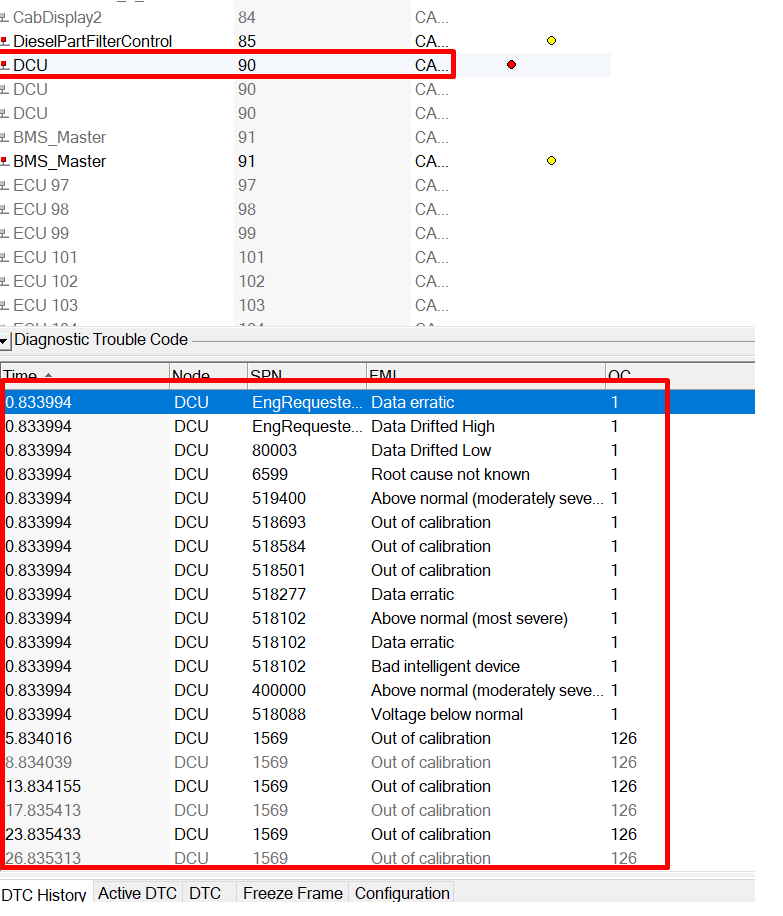 CabDisplay2 84 CA...
DieselPartFilterControl 85 CA...
DCU 90 CA...
DCU 90 CA...
DCU 90 CA...
BMS_Master 91 CA...
BMS_Master 91 CA...
ECU 97 97 CA...
ECU 98 98 CA...
ECU 99 99 CA...
ECU 101 101 CA...
ECU 102 102 CA...
ECU 103 103 CA...
Diagnostic Trouble Code
Time Node SPN FMI OC
0.833994 DCU EngRequeste... Data erratic 1
0.833994 DCU EngRequeste... Data Drifted High 1
0.833994 DCU 80003 Data Drifted Low 1
0.833994 DCU 6599 Root cause not known 1
0.833994 DCU 519400 Above normal (moderately seve... 1
0.833994 DCU 518693 Out of calibration 1
0.833994 DCU 518584 Out of calibration 1
0.833994 DCU 518501 Out of calibration 1
0.833994 DCU 518277 Data erratic 1
0.833994 DCU 518102 Above normal (most severe) 1
0.833994 DCU 518102 Data erratic 1
0.833994 DCU 518102 Bad intelligent device 1
0.833994 DCU 400000 Above normal (moderately seve... 1
0.833994 DCU 518088 Voltage below normal 1
5.834016 DCU 1569 Out of calibration 126
8.834039 DCU 1569 Out of calibration 126
13.834155 DCU 1569 Out of calibration 126
17.835413 DCU 1569 Out of calibration 126
23.835433 DCU 1569 Out of calibration 126
26.835313 DCU 1569 Out of calibration 126
DTC History Active DTC DTC Freeze Frame Configuration